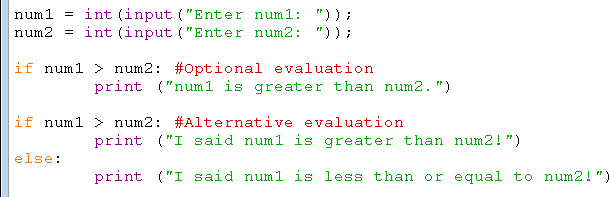 num1 = int(input("Enter num1: "));
num2 = int(input("Enter num2: "));
if num1 > num2: #Optional evaluation
print ("num1 is greater than num2.")
if num1 > num2: #Alternative evaluation
print ("I said num1 is greater than num2!")
else:
print ("I said num1 is less than or equal to num2!")